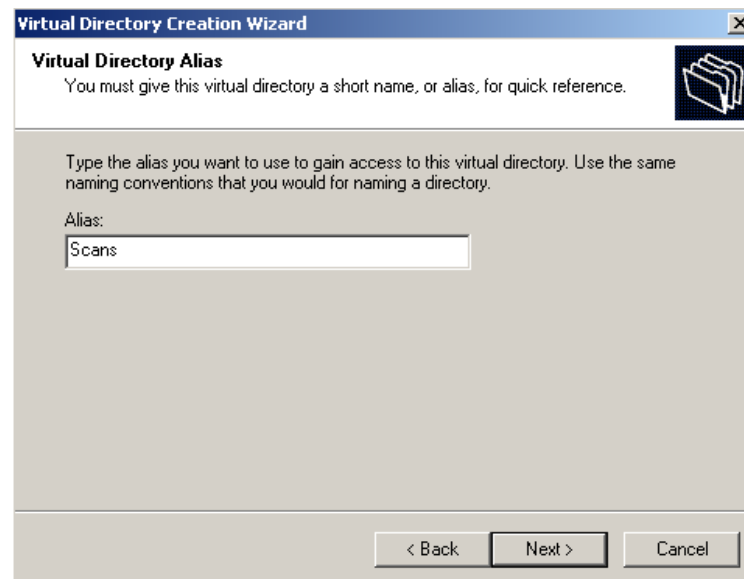 Virtual Directory Creation Wizard
Virtual Directory Alias
You must give this virtual directory a short name, or alias, for quick reference.
Type the alias you want to use to gain access to this virtual directory. Use the same
naming conventions that you would for naming a directory.
Alias:
Scans
< Back Next > Cancel